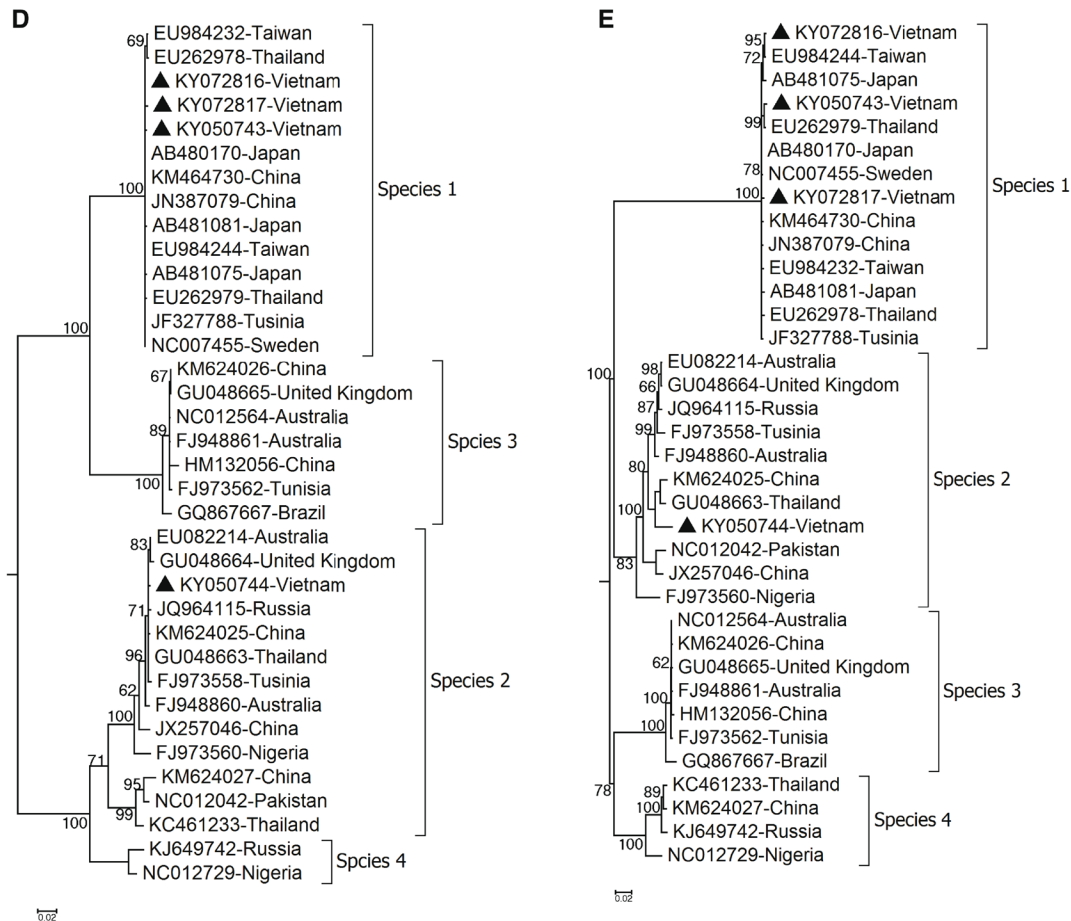 D
69
EU984232-Taiwan
EU262978-Thailand
KY072816-Vietnam
KY072817-Vietnam
KY050743-Vietnam
AB480170-Japan
KM464730-China
100
JN387079-China
Species 1
AB481081-Japan
EU984244-Taiwan
AB481075-Japan
EU262979-Thailand
JF327788-Tusinia
100
NC007455-Sweden
67
KM624026-China
GU048665-United Kingdom
NC012564-Australia
89
FJ948861-Australia
Spcies 3
HM132056-China
100
FJ973562-Tunisia
GQ867667-Brazil
83
EU082214-Australia
GU048664-United Kingdom
KY050744-Vietnam
71
JQ964115-Russia
KM624025-China
96
GU048663-Thailand
62
FJ973558-Tusinia
Species 2
100
FJ948860-Australia
JX257046-China
71
FJ973560-Nigeria
95
KM624027-China
NC012042-Pakistan
99
100
KC461233-Thailand
KJ649742-Russia
Spcies 4
NC012729-Nigeria
0.02
E
95
KY072816-Vietnam
72
EU984244-Taiwan
AB481075-Japan
KY050743-Vietnam
99
EU262979-Thailand
AB480170-Japan
78
NC007455-Sweden
Species 1
100
KY072817-Vietnam
KM464730-China
JN387079-China
EU984232-Taiwan
AB481081-Japan
EU262978-Thailand
JF327788-Tusinia
100
98
EU082214-Australia
66
GU048664-United Kingdom
87
JQ964115-Russia
99
FJ973558-Tusinia
FJ948860-Australia
80
KM624025-China
Species 2
GU048663-Thailand
100
KY050744-Vietnam
83
NC012042-Pakistan
JX257046-China
FJ973560-Nigeria
NC012564-Australia
KM624026-China
62
GU048665-United Kingdom
100
FJ948861-Australia
Species 3
HM132056-China
100
FJ973562-Tunisia
GQ867667-Brazil
78
89
KC461233-Thailand
100
KM624027-China
Species 4
100
KJ649742-Russia
NC012729-Nigeria
0.02